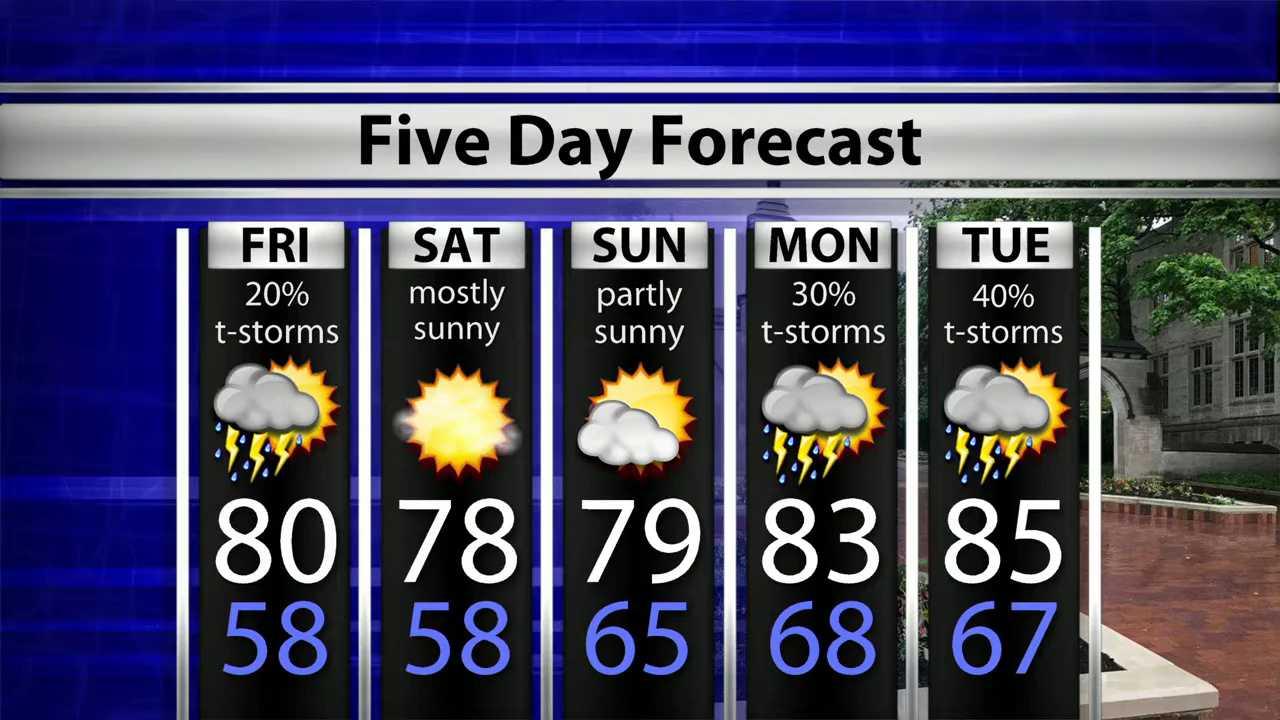 Five Day Forecast
FRI
20%
t-storms
80
58
SAT
mostly
sunny
78
58
SUN
partly
sunny
79
65
MON
30%
t-storms
83
68
TUE
40%
t-storms
85
67